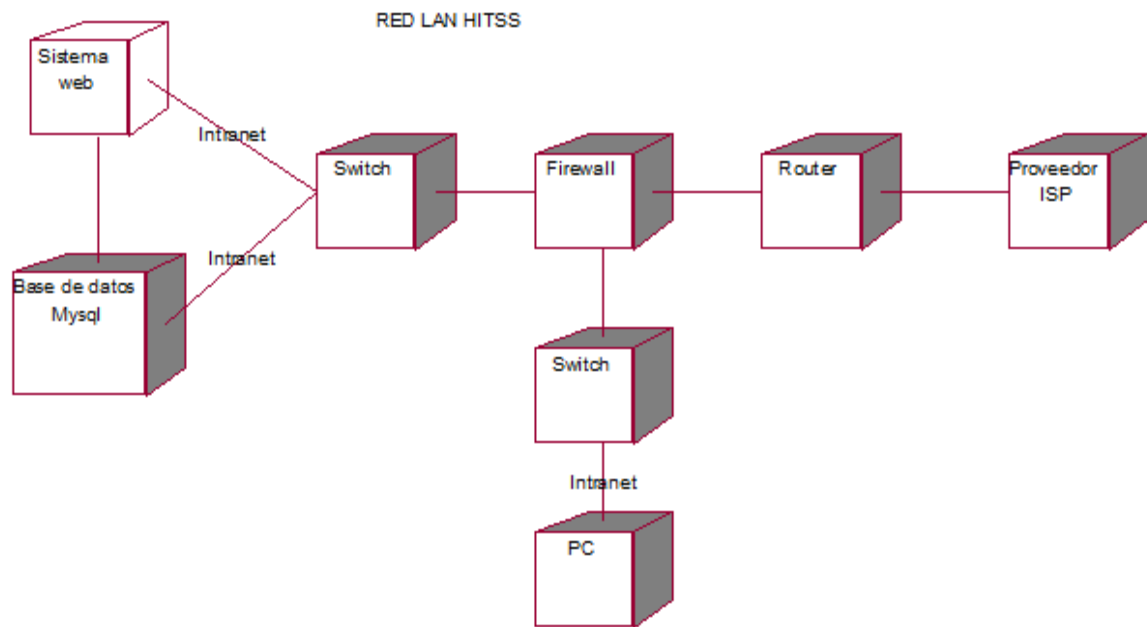 RED LAN HITSS
Sistema
web
Intranet
Switch
Firewall
Router
Proveedor
ISP
Intranet
Base de datos
Mysql
Switch
Intranet
PC